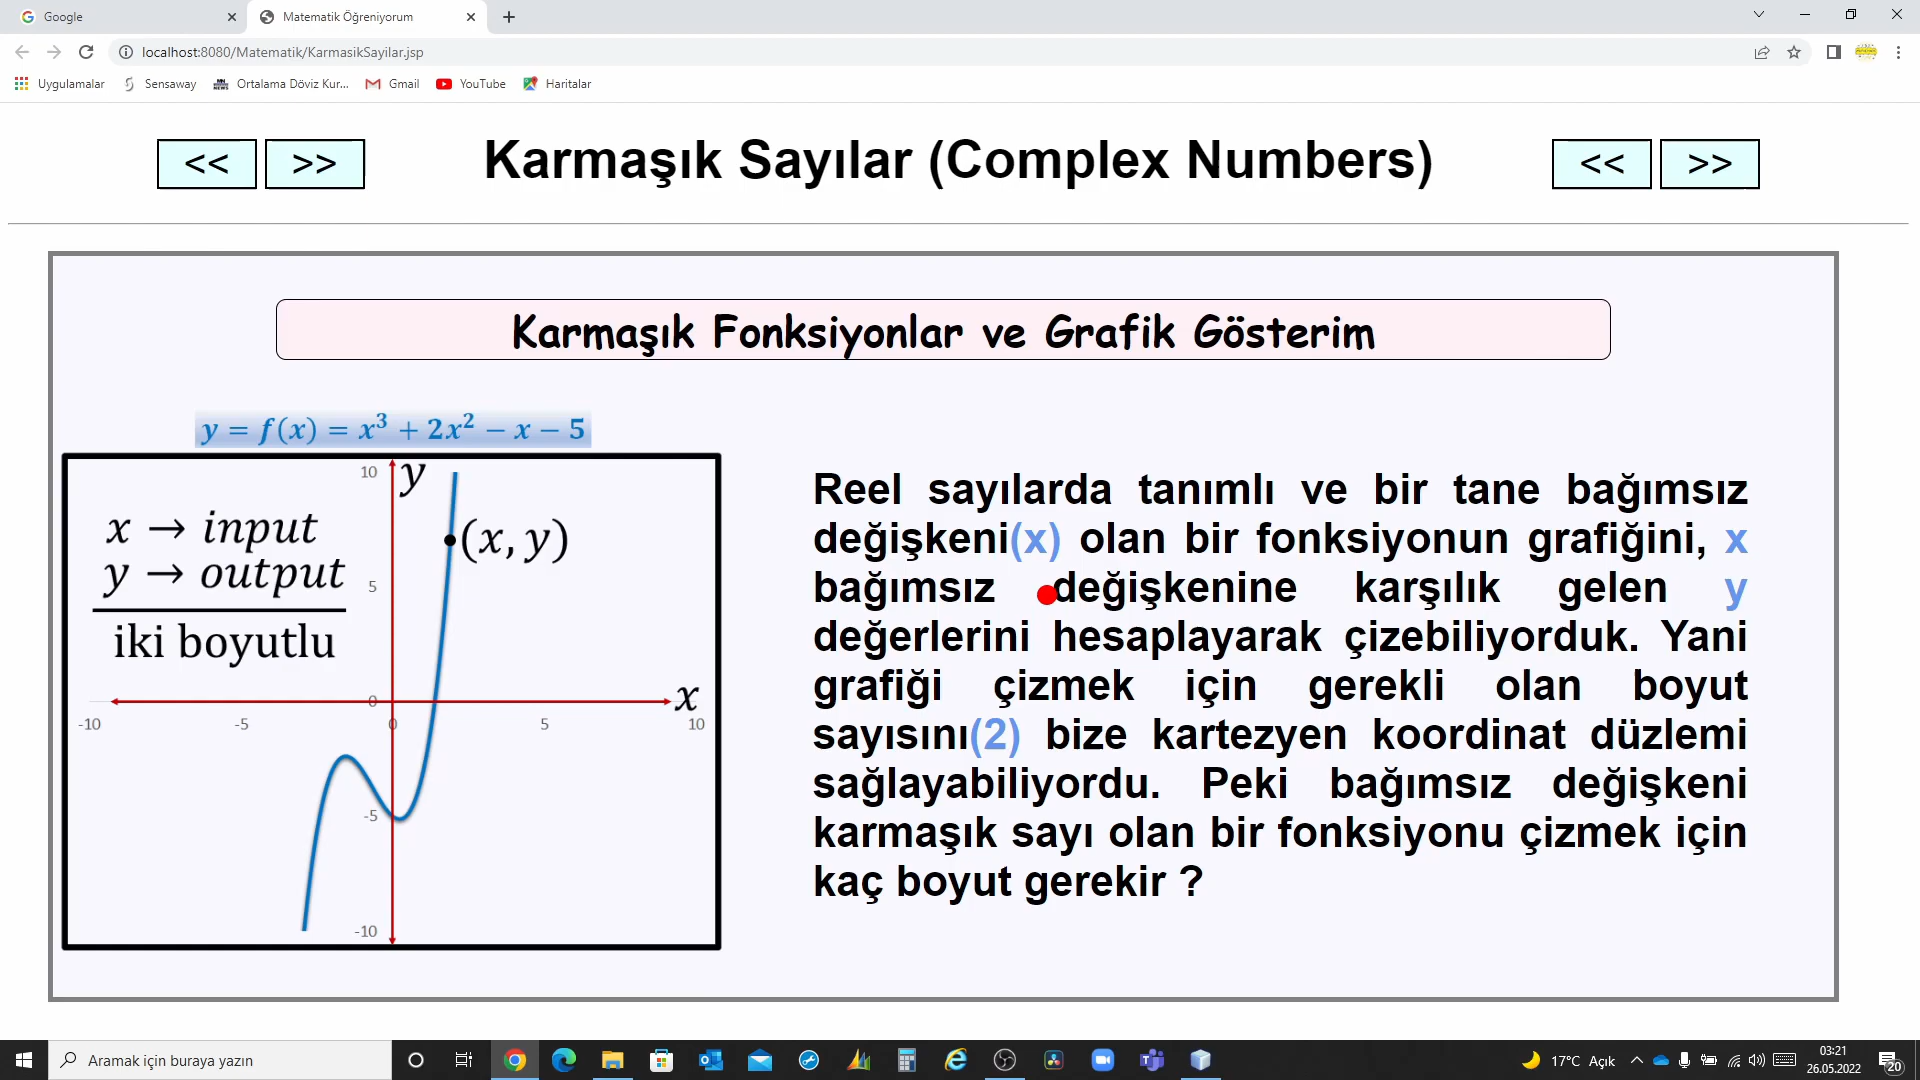 Google
Matematik Öğreniyorum
localhost:8080/Matematik/KarmasikSayilar.jsp
Uygulamalar Sensaway Ortalama Döviz Kur... Gmail YouTube Haritalar
<< >> Karmaşık Sayılar (Complex Numbers) << >>
Karmaşık Fonksiyonlar ve Grafik Gösterim
y = f(x) = x³ + 2x² − x − 5
10 y
x → input
(x, y)
y → output
5
iki boyutlu
0 x
-10 -5 0 5 10
-5
-10
Reel sayılarda tanımlı ve bir tane bağımsız
değişkeni(x) olan bir fonksiyonun grafiğini, x
bağımsız değişkenine karşılık gelen y
değerlerini hesaplayarak çizebiliyorduk. Yani
grafiği çizmek için gerekli olan boyut
sayısını(2) bize kartezyen koordinat düzlemi
sağlayabiliyordu. Peki bağımsız değişkeni
karmaşık sayı olan bir fonksiyonu çizmek için
kaç boyut gerekir ?
Aramak için buraya yazın
17°C Açık
03:21
26.05.2022
20